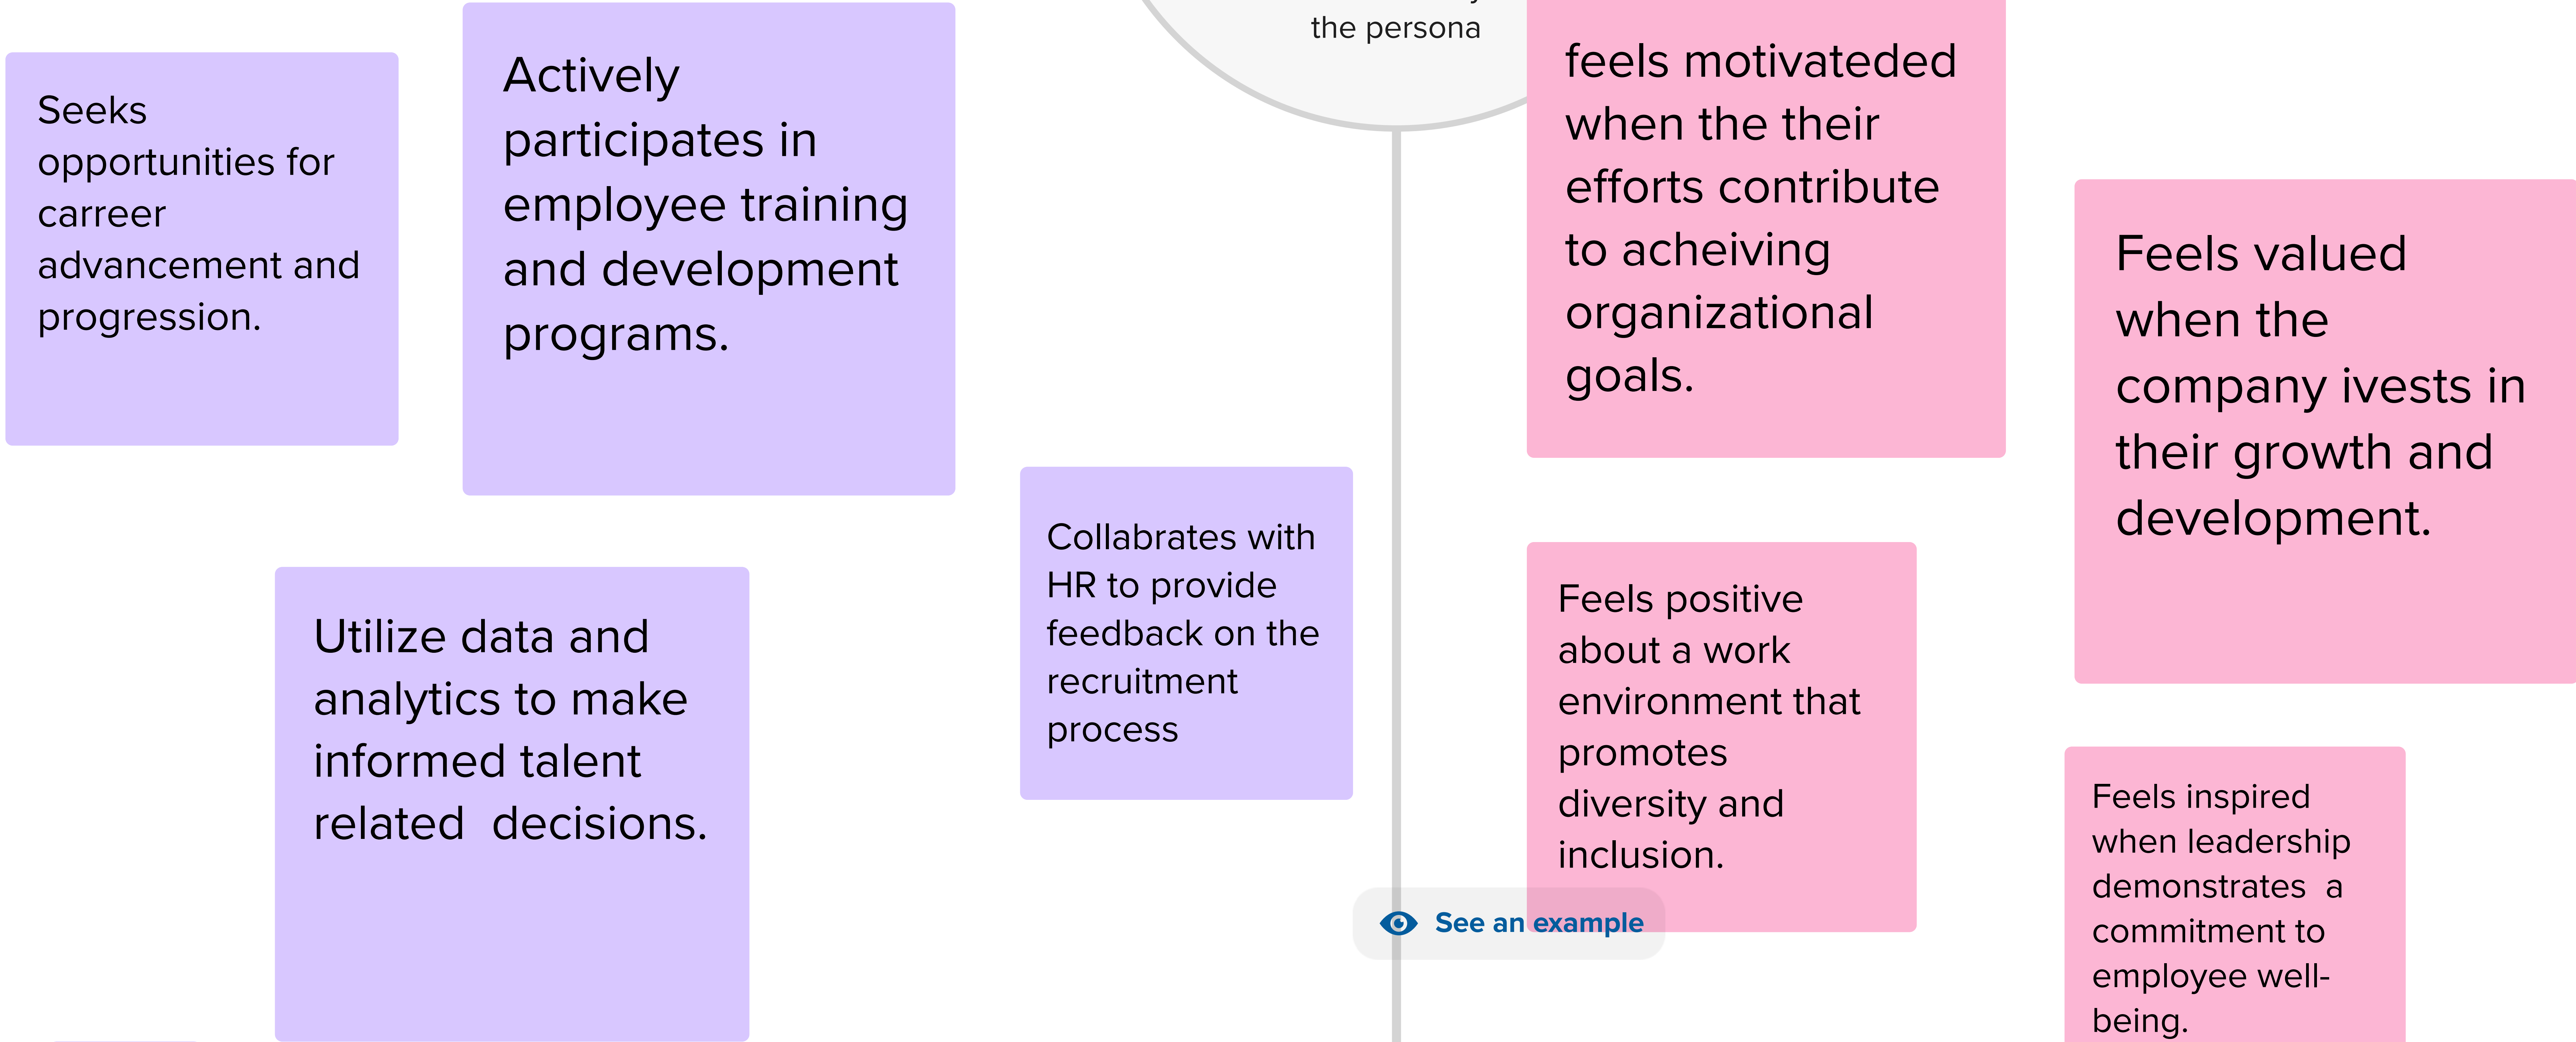 the persona
Seeks
opportunities for
carreer
advancement and
progression.
Actively
participates in
employee training
and development
programs.
Utilize data and
analytics to make
informed talent
related  decisions.
Collabrates with
HR to provide
feedback on the
recruitment
process
feels motivateded
when the their
efforts contribute
to acheiving
organizational
goals.
Feels valued
when the
company ivests in
their growth and
development.
Feels positive
about a work
environment that
promotes
diversity and
inclusion.
See an example
Feels inspired
when leadership
demonstrates  a
commitment to
employee well-
being.